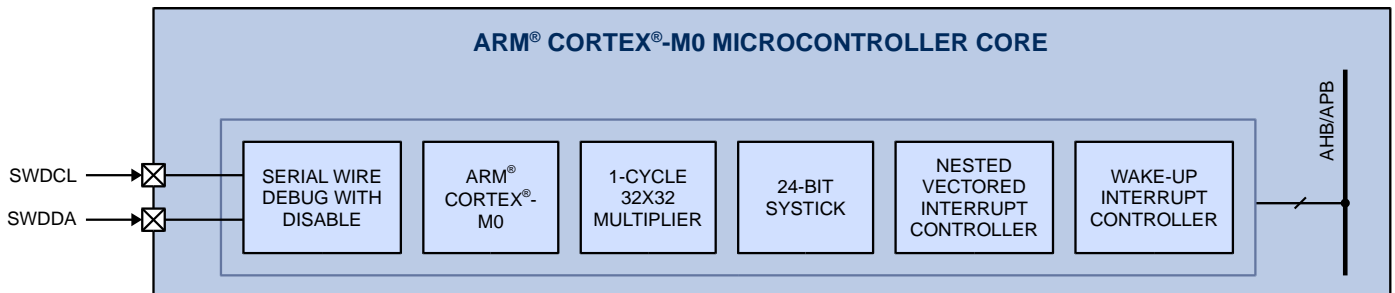 ARM® CORTEX®-M0 MICROCONTROLLER CORE
AHB/APB
SWDCL
SWDDA
SERIAL WIRE
DEBUG WITH
DISABLE
ARM®
CORTEX®-
M0
1-CYCLE
32X32
MULTIPLIER
24-BIT
SYSTICK
NESTED
VECTORED
INTERRUPT
CONTROLLER
WAKE-UP
INTERRUPT
CONTROLLER